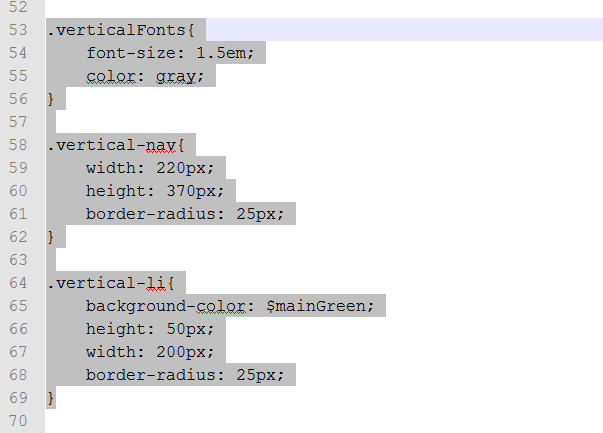 52
53 .verticalFonts{
54     font-size: 1.5em;
55     color: gray;
56 }
57
58 .vertical-nav{
59     width: 220px;
60     height: 370px;
61     border-radius: 25px;
62 }
63
64 .vertical-li{
65     background-color: $mainGreen;
66     height: 50px;
67     width: 200px;
68     border-radius: 25px;
69 }
70